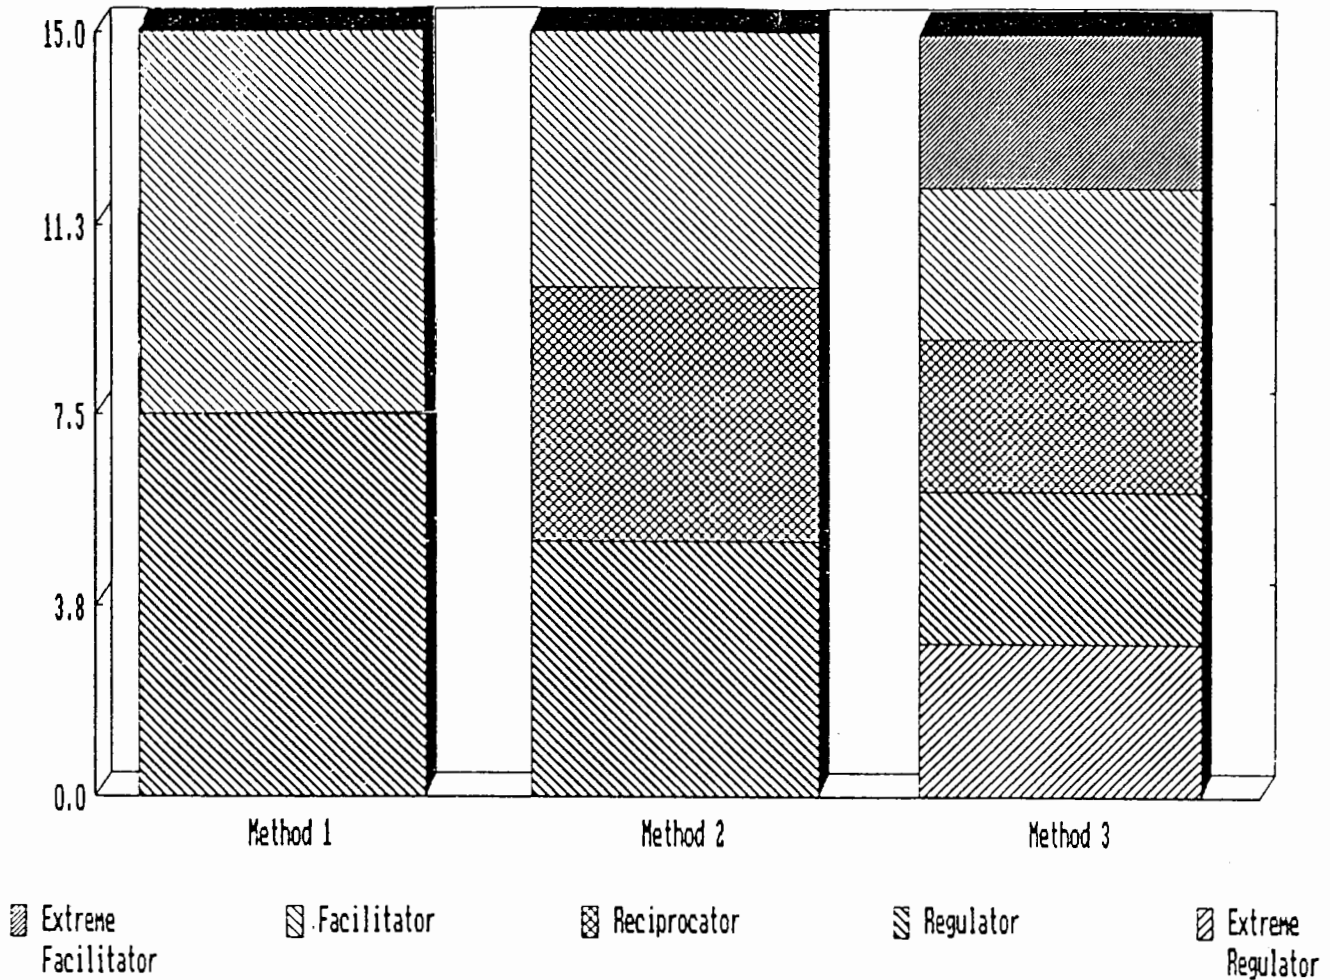 15.0
11.3
7.5
3.8
0.0
Method 1
Method 2
Method 3
Extreme
Facilitator
Facilitator
Reciprocator
Regulator
Extreme
Regulator